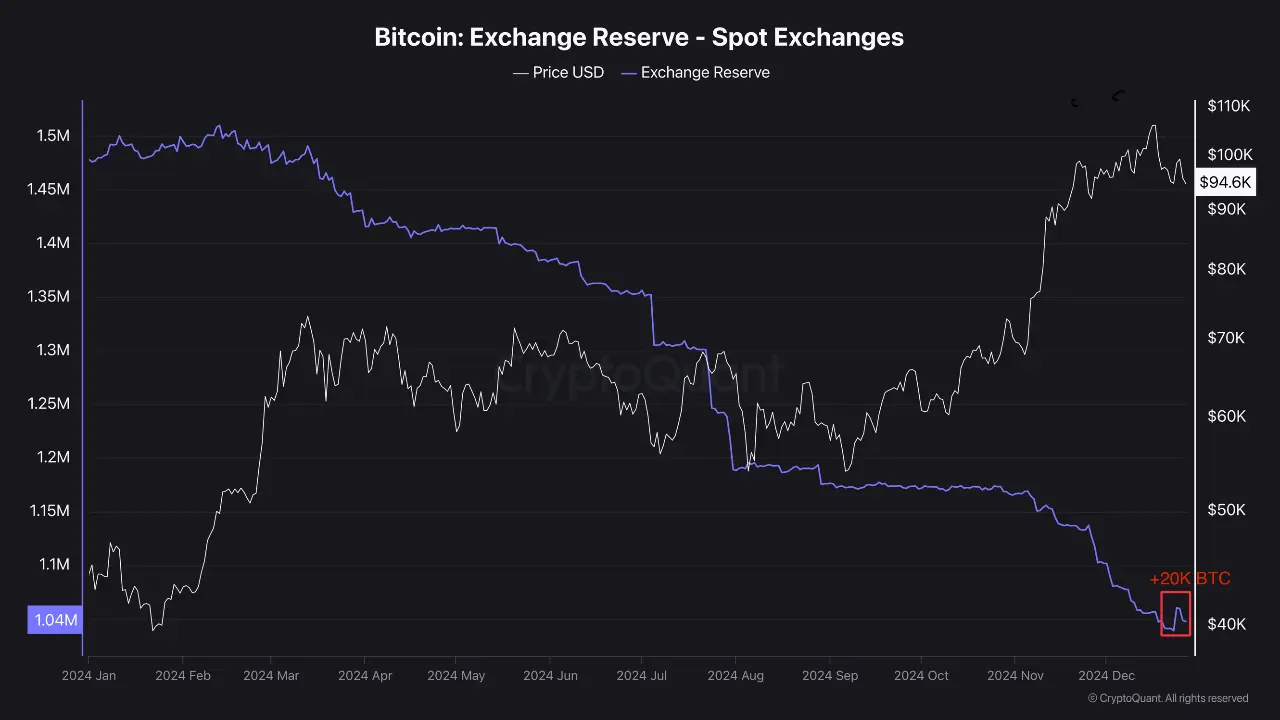 Bitcoin: Exchange Reserve - Spot Exchanges
Price USD Exchange Reserve
1.5M
1.45M
1.4M
1.35M
1.3M
1.25M
1.2M
1.15M
1.1M
1.04M
$110K
$100K
$94.6K
$90K
$80K
$70K
$60K
$50K
$40K
CryptoQuant
+20K BTC
2024 Jan 2024 Feb 2024 Mar 2024 Apr 2024 May 2024 Jun 2024 Jul 2024 Aug 2024 Sep 2024 Oct 2024 Nov 2024 Dec
© CryptoQuant. All rights reserved